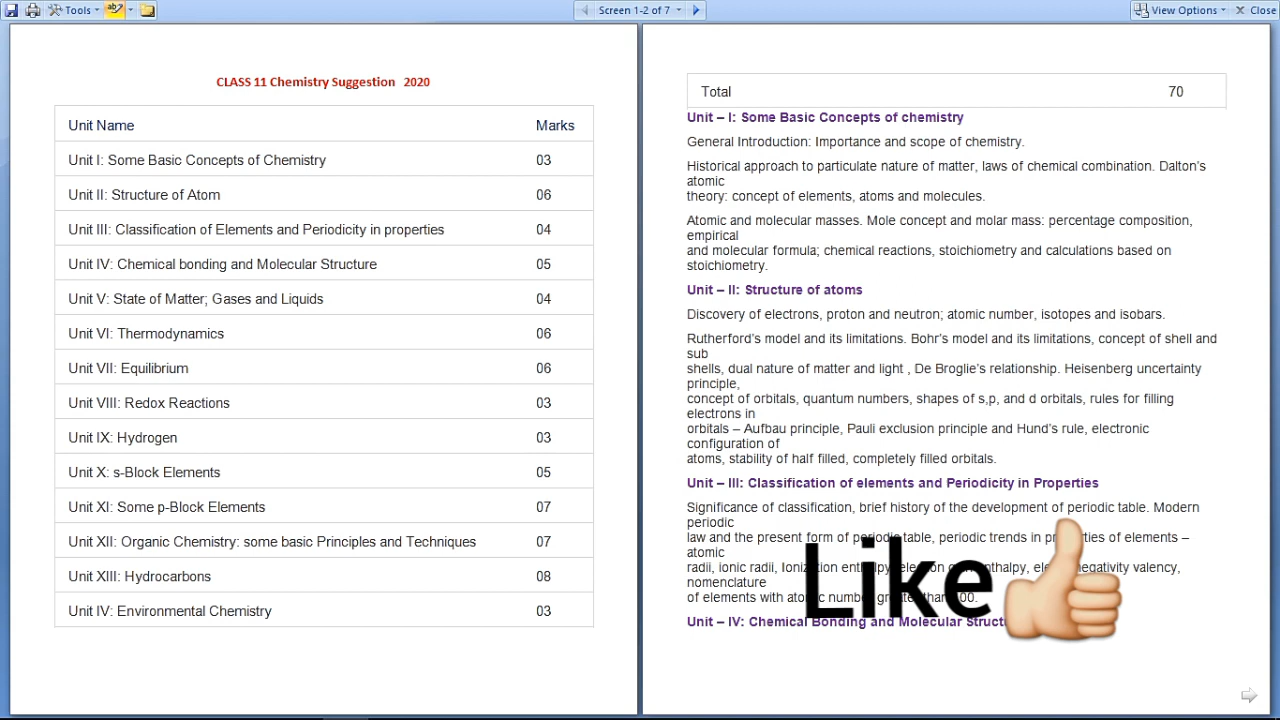 Tools
Screen 1-2 of 7
View Options
Close
CLASS 11 Chemistry Suggestion 2020
Unit Name Marks
Unit I: Some Basic Concepts of Chemistry 03
Unit II: Structure of Atom 06
Unit III: Classification of Elements and Periodicity in properties 04
Unit IV: Chemical bonding and Molecular Structure 05
Unit V: State of Matter; Gases and Liquids 04
Unit VI: Thermodynamics 06
Unit VII: Equilibrium 06
Unit VIII: Redox Reactions 03
Unit IX: Hydrogen 03
Unit X: s-Block Elements 05
Unit XI: Some p-Block Elements 07
Unit XII: Organic Chemistry: some basic Principles and Techniques 07
Unit XIII: Hydrocarbons 08
Unit IV: Environmental Chemistry 03
Total 70
Unit – I: Some Basic Concepts of chemistry
General Introduction: Importance and scope of chemistry.
Historical approach to particulate nature of matter, laws of chemical combination. Dalton's
atomic
theory: concept of elements, atoms and molecules.
Atomic and molecular masses. Mole concept and molar mass: percentage composition,
empirical
and molecular formula; chemical reactions, stoichiometry and calculations based on
stoichiometry.
Unit – II: Structure of atoms
Discovery of electrons, proton and neutron; atomic number, isotopes and isobars.
Rutherford's model and its limitations. Bohr's model and its limitations, concept of shell and
sub
shells, dual nature of matter and light , De Broglie's relationship. Heisenberg uncertainty
principle,
concept of orbitals, quantum numbers, shapes of s,p, and d orbitals, rules for filling
electrons in
orbitals – Aufbau principle, Pauli exclusion principle and Hund's rule, electronic
configuration of
atoms, stability of half filled, completely filled orbitals.
Unit – III: Classification of elements and Periodicity in Properties
Significance of classification, brief history of the development of periodic table. Modern
periodic
law and the present form of periodic table, periodic trends in of elements –
atomic
radii, ionic radii, Ionization valency,
nomenclature
of elements with atomic number than
Unit – IV: Chemical Bonding and Molecular
Like